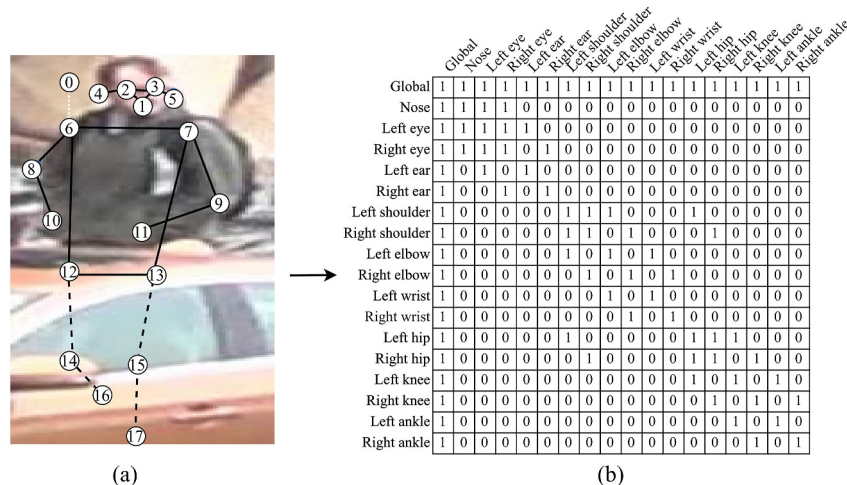 0
4 2 3 5
1
6 7
8
9
10 11
12 13
14 15
16
17
(a)
Global Nose Left eye Right eye Left ear Right ear Left shoulder Right shoulder Left elbow Right elbow Left wrist Right wrist Left hip Right hip Left knee Right knee Left ankle Right ankle
Global 1 1 1 1 1 1 1 1 1 1 1 1 1 1 1 1 1 1
Nose 1 1 1 1 0 0 0 0 0 0 0 0 0 0 0 0 0 0
Left eye 1 1 1 1 1 0 0 0 0 0 0 0 0 0 0 0 0 0
Right eye 1 1 1 1 0 1 0 0 0 0 0 0 0 0 0 0 0 0
Left ear 1 0 1 0 1 0 0 0 0 0 0 0 0 0 0 0 0 0
Right ear 1 0 0 1 0 1 0 0 0 0 0 0 0 0 0 0 0 0
Left shoulder 1 0 0 0 0 0 1 1 1 0 0 0 1 0 0 0 0 0
Right shoulder 1 0 0 0 0 0 1 1 0 1 0 0 0 1 0 0 0 0
Left elbow 1 0 0 0 0 0 1 0 1 0 1 0 0 0 0 0 0 0
Right elbow 1 0 0 0 0 0 0 1 0 1 0 1 0 0 0 0 0 0
Left wrist 1 0 0 0 0 0 0 0 1 0 1 0 0 0 0 0 0 0
Right wrist 1 0 0 0 0 0 0 0 0 1 0 1 0 0 0 0 0 0
Left hip 1 0 0 0 0 0 1 0 0 0 0 0 1 1 1 0 0 0
Right hip 1 0 0 0 0 0 0 1 0 0 0 0 1 1 0 1 0 0
Left knee 1 0 0 0 0 0 0 0 0 0 0 0 1 0 1 0 1 0
Right knee 1 0 0 0 0 0 0 0 0 0 0 0 0 1 0 1 0 1
Left ankle 1 0 0 0 0 0 0 0 0 0 0 0 0 0 1 0 1 0
Right ankle 1 0 0 0 0 0 0 0 0 0 0 0 0 0 0 1 0 1
(b)